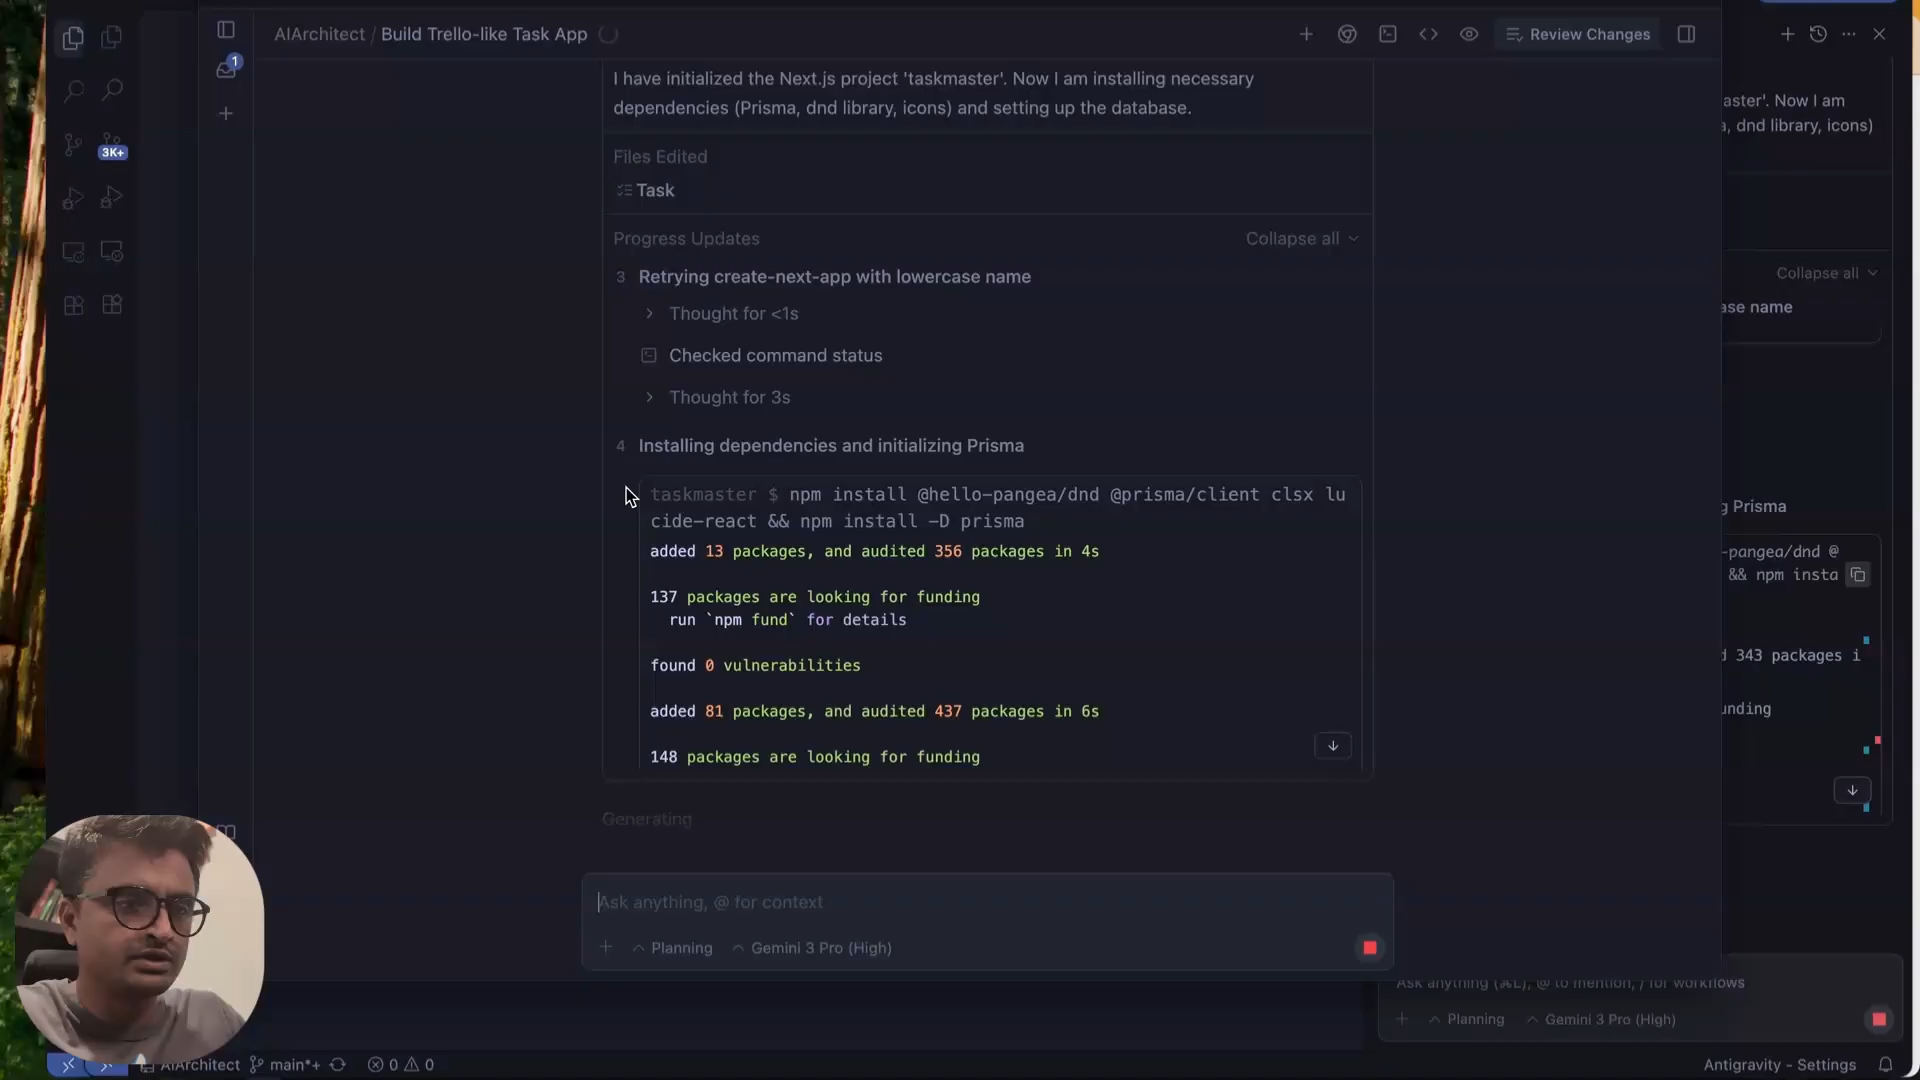 AIArchitect / Build Trello-like Task App
Review Changes
1
3K+
I have initialized the Next.js project 'taskmaster'. Now I am installing necessary
dependencies (Prisma, dnd library, icons) and setting up the database.
Files Edited
Task
Progress Updates
Collapse all
3 Retrying create-next-app with lowercase name
Thought for <1s
Checked command status
Thought for 3s
4 Installing dependencies and initializing Prisma
taskmaster $ npm install @hello-pangea/dnd @prisma/client clsx lu
cide-react && npm install -D prisma
added 13 packages, and audited 356 packages in 4s
137 packages are looking for funding
run `npm fund` for details
found 0 vulnerabilities
added 81 packages, and audited 437 packages in 6s
148 packages are looking for funding
Generating
Ask anything, @ for context
Planning
Gemini 3 Pro (High)
aster'. Now I am
a, dnd library, icons)
Collapse all
ase name
g Prisma
-pangea/dnd @
&& npm insta
d 343 packages i
unding
Ask anything (⌘L), @ to mention, / for workflows
Planning
Gemini 3 Pro (High)
AIArchitect
main*+
0
0
Antigravity - Settings